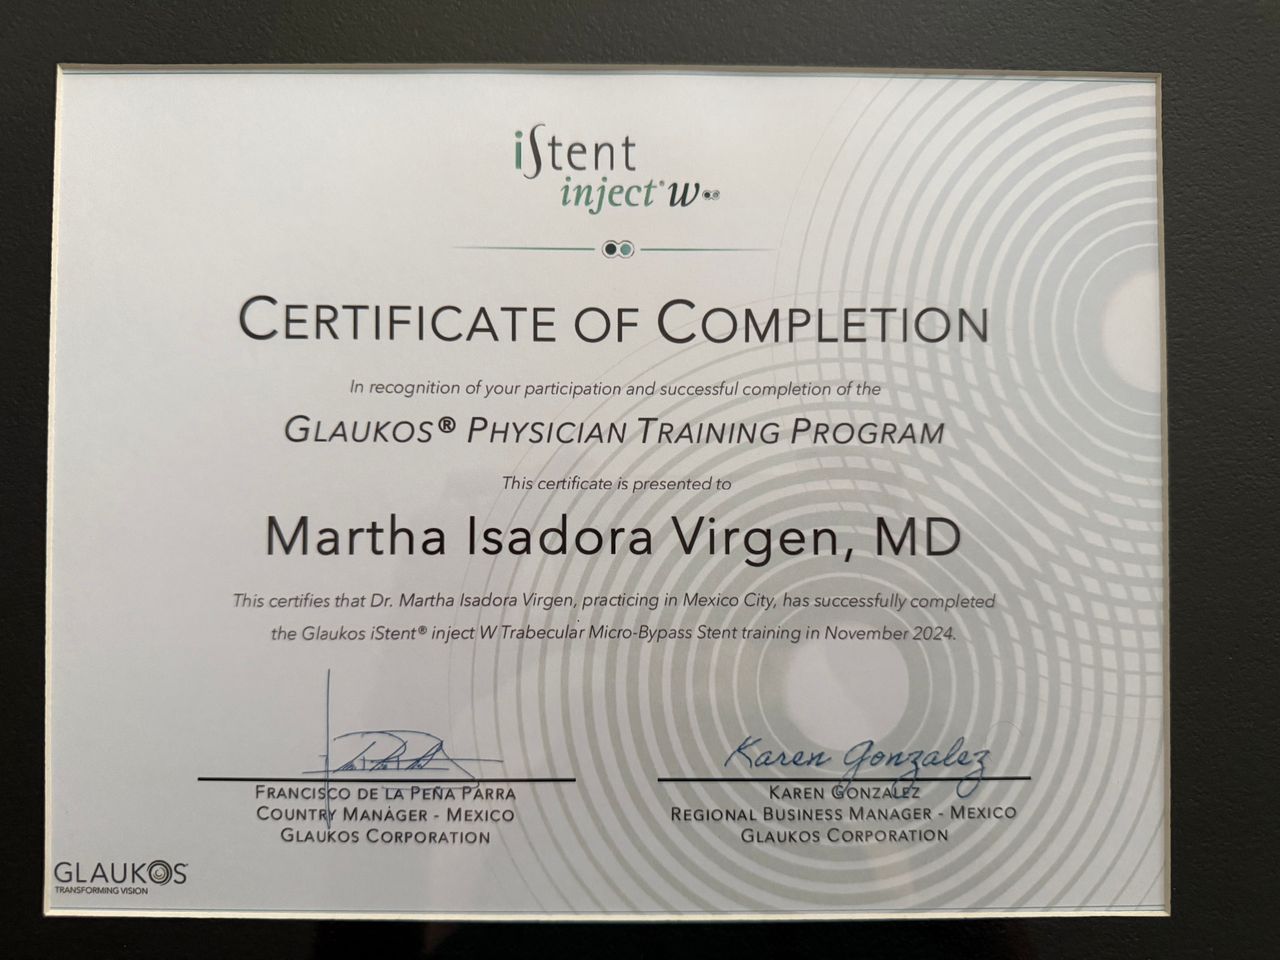 iStent
inject® W
CERTIFICATE OF COMPLETION
In recognition of your participation and successful completion of the
GLAUKOS® PHYSICIAN TRAINING PROGRAM
This certificate is presented to
Martha Isadora Virgen, MD
This certifies that Dr. Martha Isadora Virgen, practicing in Mexico City, has successfully completed
the Glaukos iStent® inject W Trabecular Micro-Bypass Stent training in November 2024.
Karen Gonzalez
FRANCISCO DE LA PEÑA PARRA
COUNTRY MANAGER - MEXICO
GLAUKOS CORPORATION
KAREN GONZALEZ
REGIONAL BUSINESS MANAGER - MEXICO
GLAUKOS CORPORATION
GLAUKOS
TRANSFORMING VISION